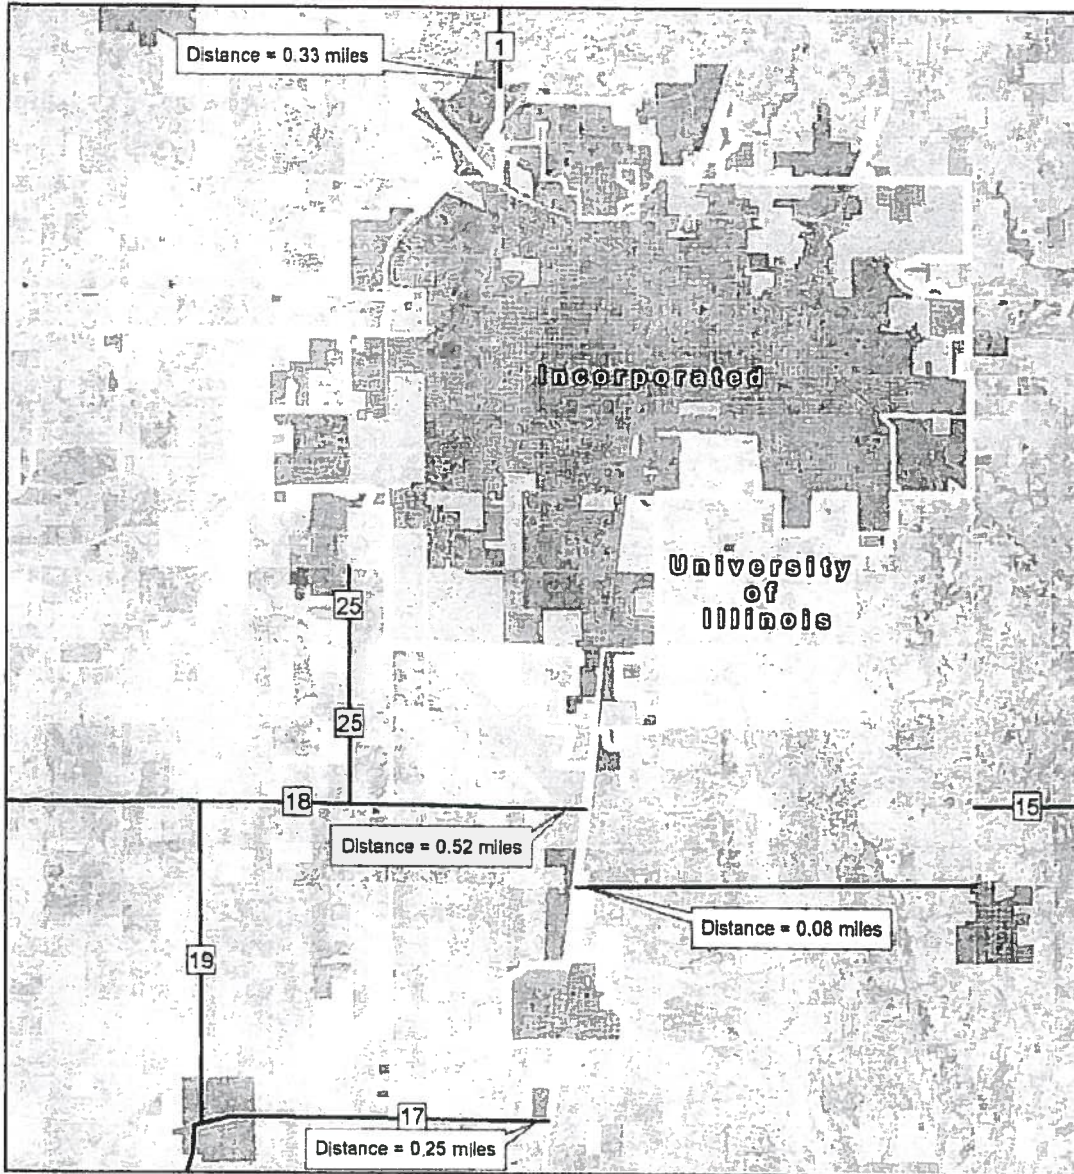 Distance = 0.33 miles
1
Incorporated
University
of
Illinois
25
25
18
15
Distance = 0.52 miles
Distance = 0.08 miles
19
17
Distance = 0.25 miles